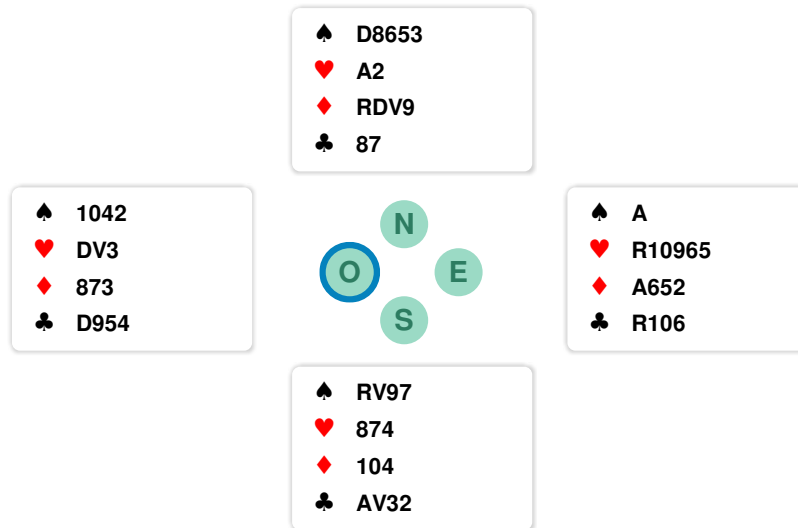 ♠ D8653
♥ A2
♦ RDV9
♣ 87
♠ 1042
♥ DV3
♦ 873
♣ D954
N
O E
S
♠ A
♥ R10965
♦ A652
♣ R106
♠ RV97
♥ 874
♦ 104
♣ AV32